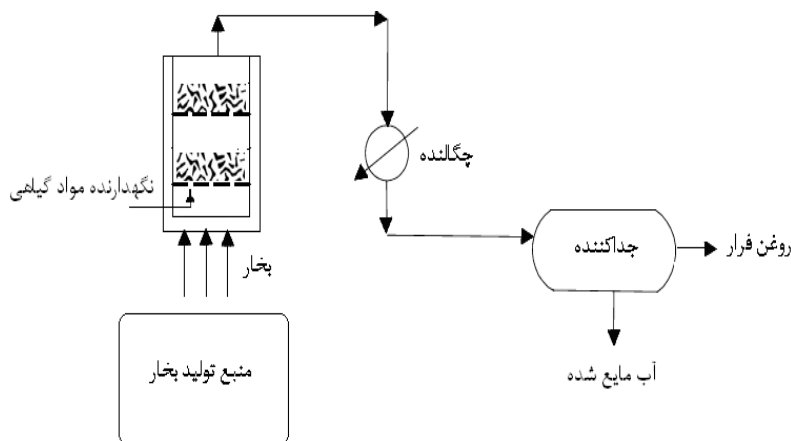 چگالنده
نگهدارنده مواد گیاهی
جداکننده
روغن فرار
بخار
منبع تولید بخار
آب مایع شده